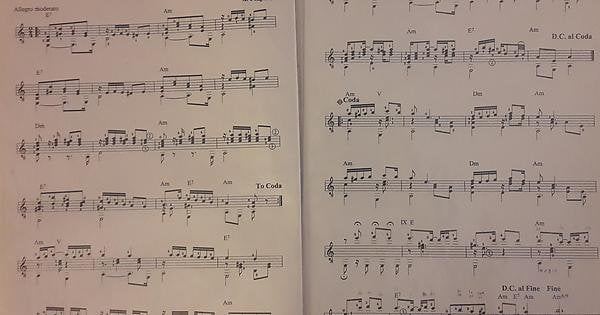 Allegro moderato
E7 Am
E7 Am
Dm Am
E7 Am E7 Am To Coda
Am V E7
Am
Am E7 Am D.C. al Coda
Coda
Am V Dm Am
Am Dm Am
IX E Am
D.C. al Fine Fine
Am E7 Am